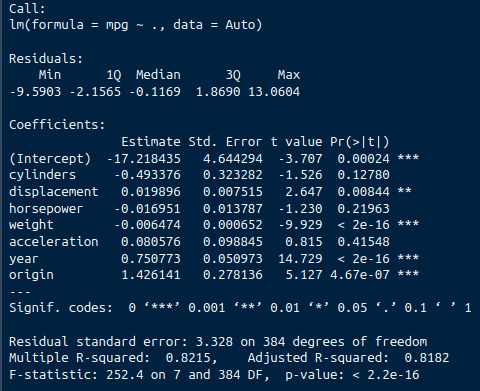 Call:
lm(formula = mpg ~ ., data = Auto)

Residuals:
    Min      1Q  Median      3Q     Max
-9.5903 -2.1565 -0.1169  1.8690 13.0604

Coefficients:
               Estimate Std. Error t value Pr(>|t|)
(Intercept)  -17.218435   4.644294  -3.707  0.00024 ***
cylinders     -0.493376   0.323282  -1.526  0.12780
displacement   0.019896   0.007515   2.647  0.00844 **
horsepower    -0.016951   0.013787  -1.230  0.21963
weight        -0.006474   0.000652  -9.929  < 2e-16 ***
acceleration   0.080576   0.098845   0.815  0.41548
year           0.750773   0.050973  14.729  < 2e-16 ***
origin         1.426141   0.278136   5.127 4.67e-07 ***
---
Signif. codes:  0 ‘***’ 0.001 ‘**’ 0.01 ‘*’ 0.05 ‘.’ 0.1 ‘ ’ 1

Residual standard error: 3.328 on 384 degrees of freedom
Multiple R-squared:  0.8215,    Adjusted R-squared:  0.8182
F-statistic: 252.4 on 7 and 384 DF,  p-value: < 2.2e-16